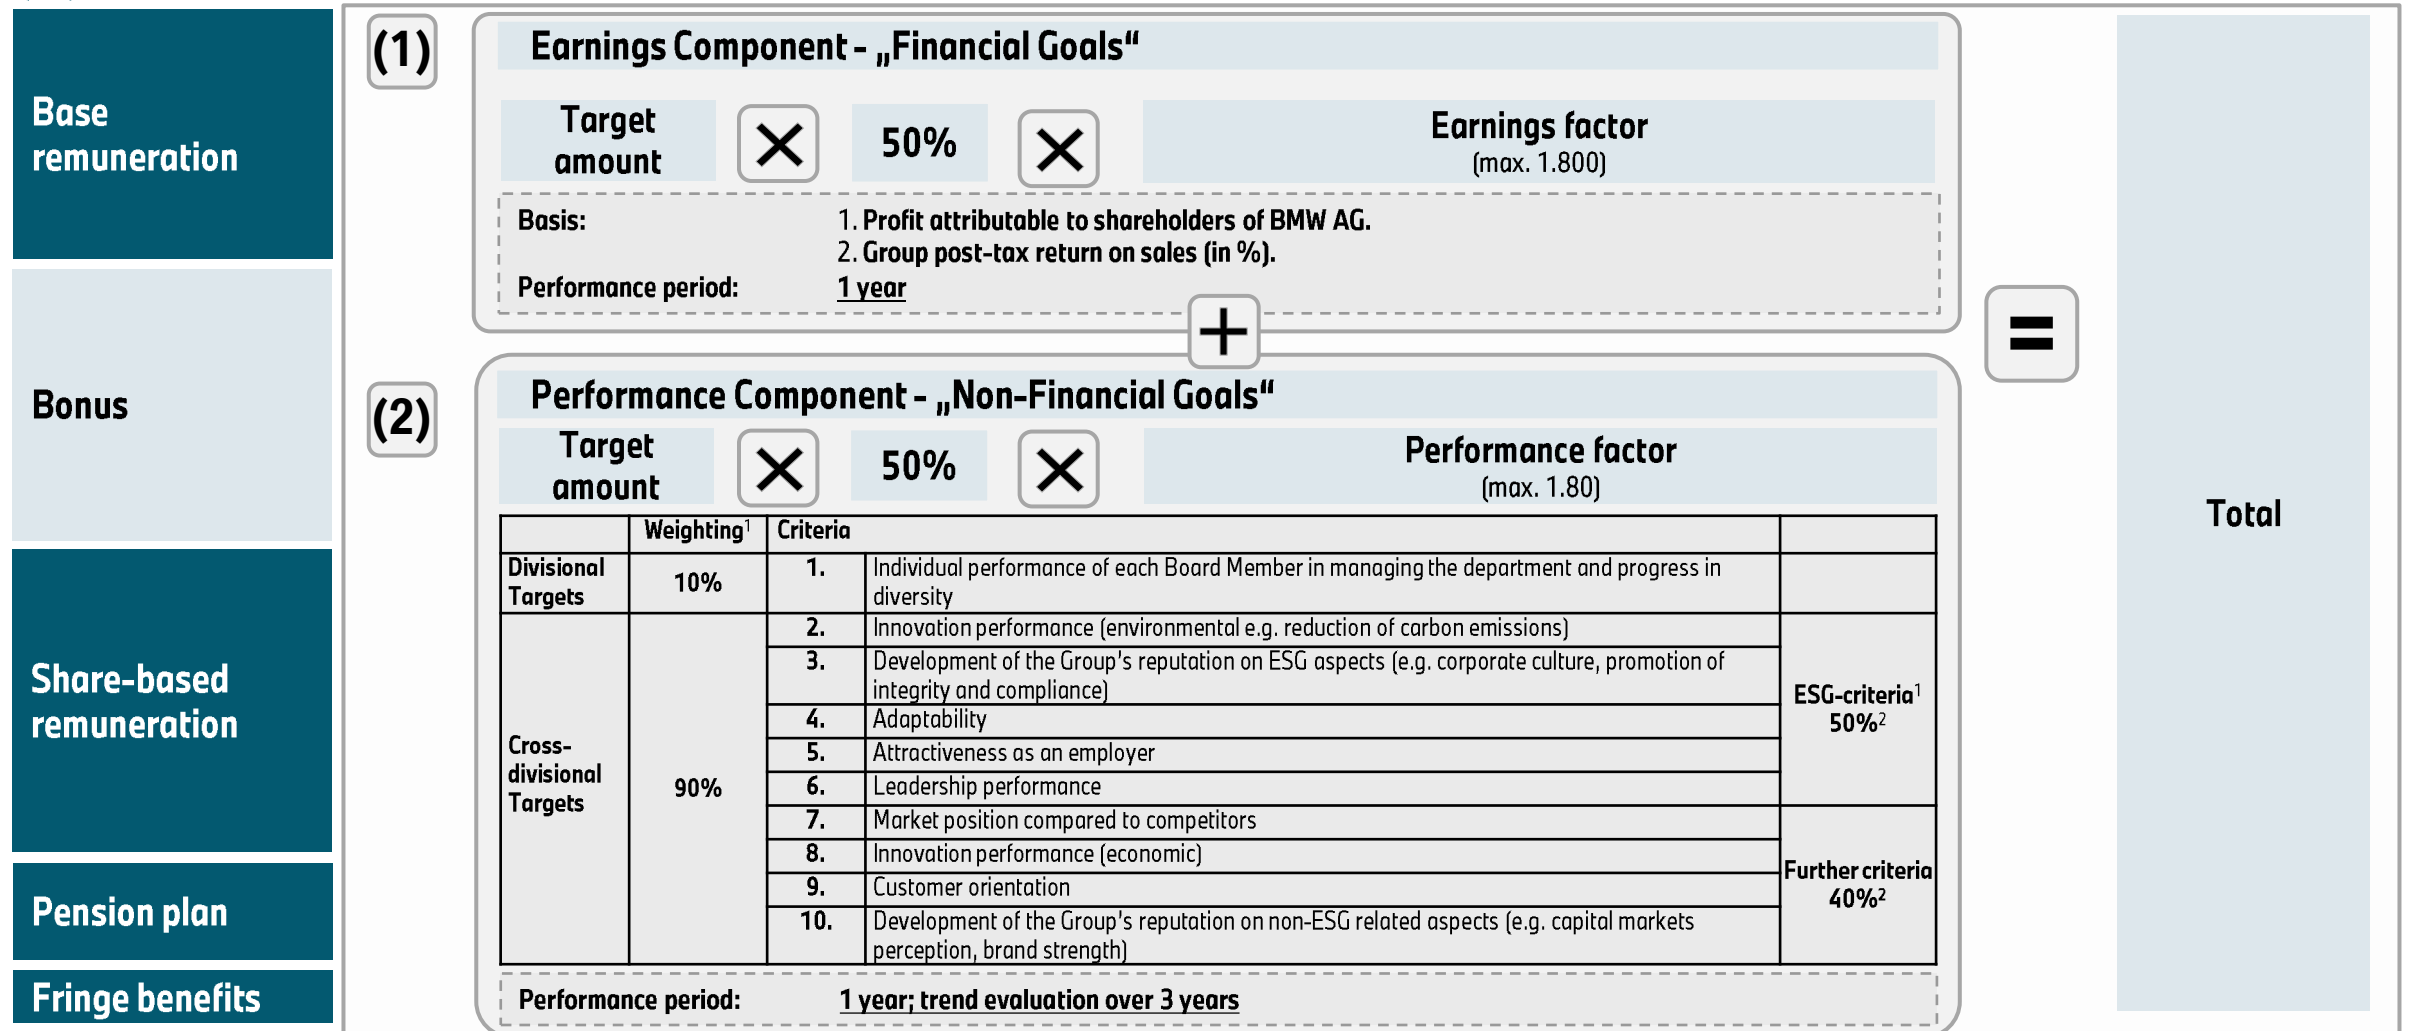 Base
remuneration
Bonus
Share-based
remuneration
Pension plan
Fringe benefits
(1)
Earnings Component - „Financial Goals“
Target
amount
×
50%
×
Earnings factor
(max. 1.800)
Basis:
1. Profit attributable to shareholders of BMW AG.
2. Group post-tax return on sales (in %).
Performance period:
1 year
+
(2)
Performance Component - „Non-Financial Goals“
Target
amount
×
50%
×
Performance factor
(max. 1.80)
Weighting¹
Criteria
Divisional
Targets
10%
1. Individual performance of each Board Member in managing the department and progress in
diversity
Cross-
divisional
Targets
90%
2. Innovation performance (environmental e.g. reduction of carbon emissions)
3. Development of the Group's reputation on ESG aspects (e.g. corporate culture, promotion of
integrity and compliance)
4. Adaptability
5. Attractiveness as an employer
6. Leadership performance
ESG-criteria¹
50%²
7. Market position compared to competitors
8. Innovation performance (economic)
9. Customer orientation
10. Development of the Group's reputation on non-ESG related aspects (e.g. capital markets
perception, brand strength)
Further criteria
40%²
Performance period:
1 year; trend evaluation over 3 years
=
Total